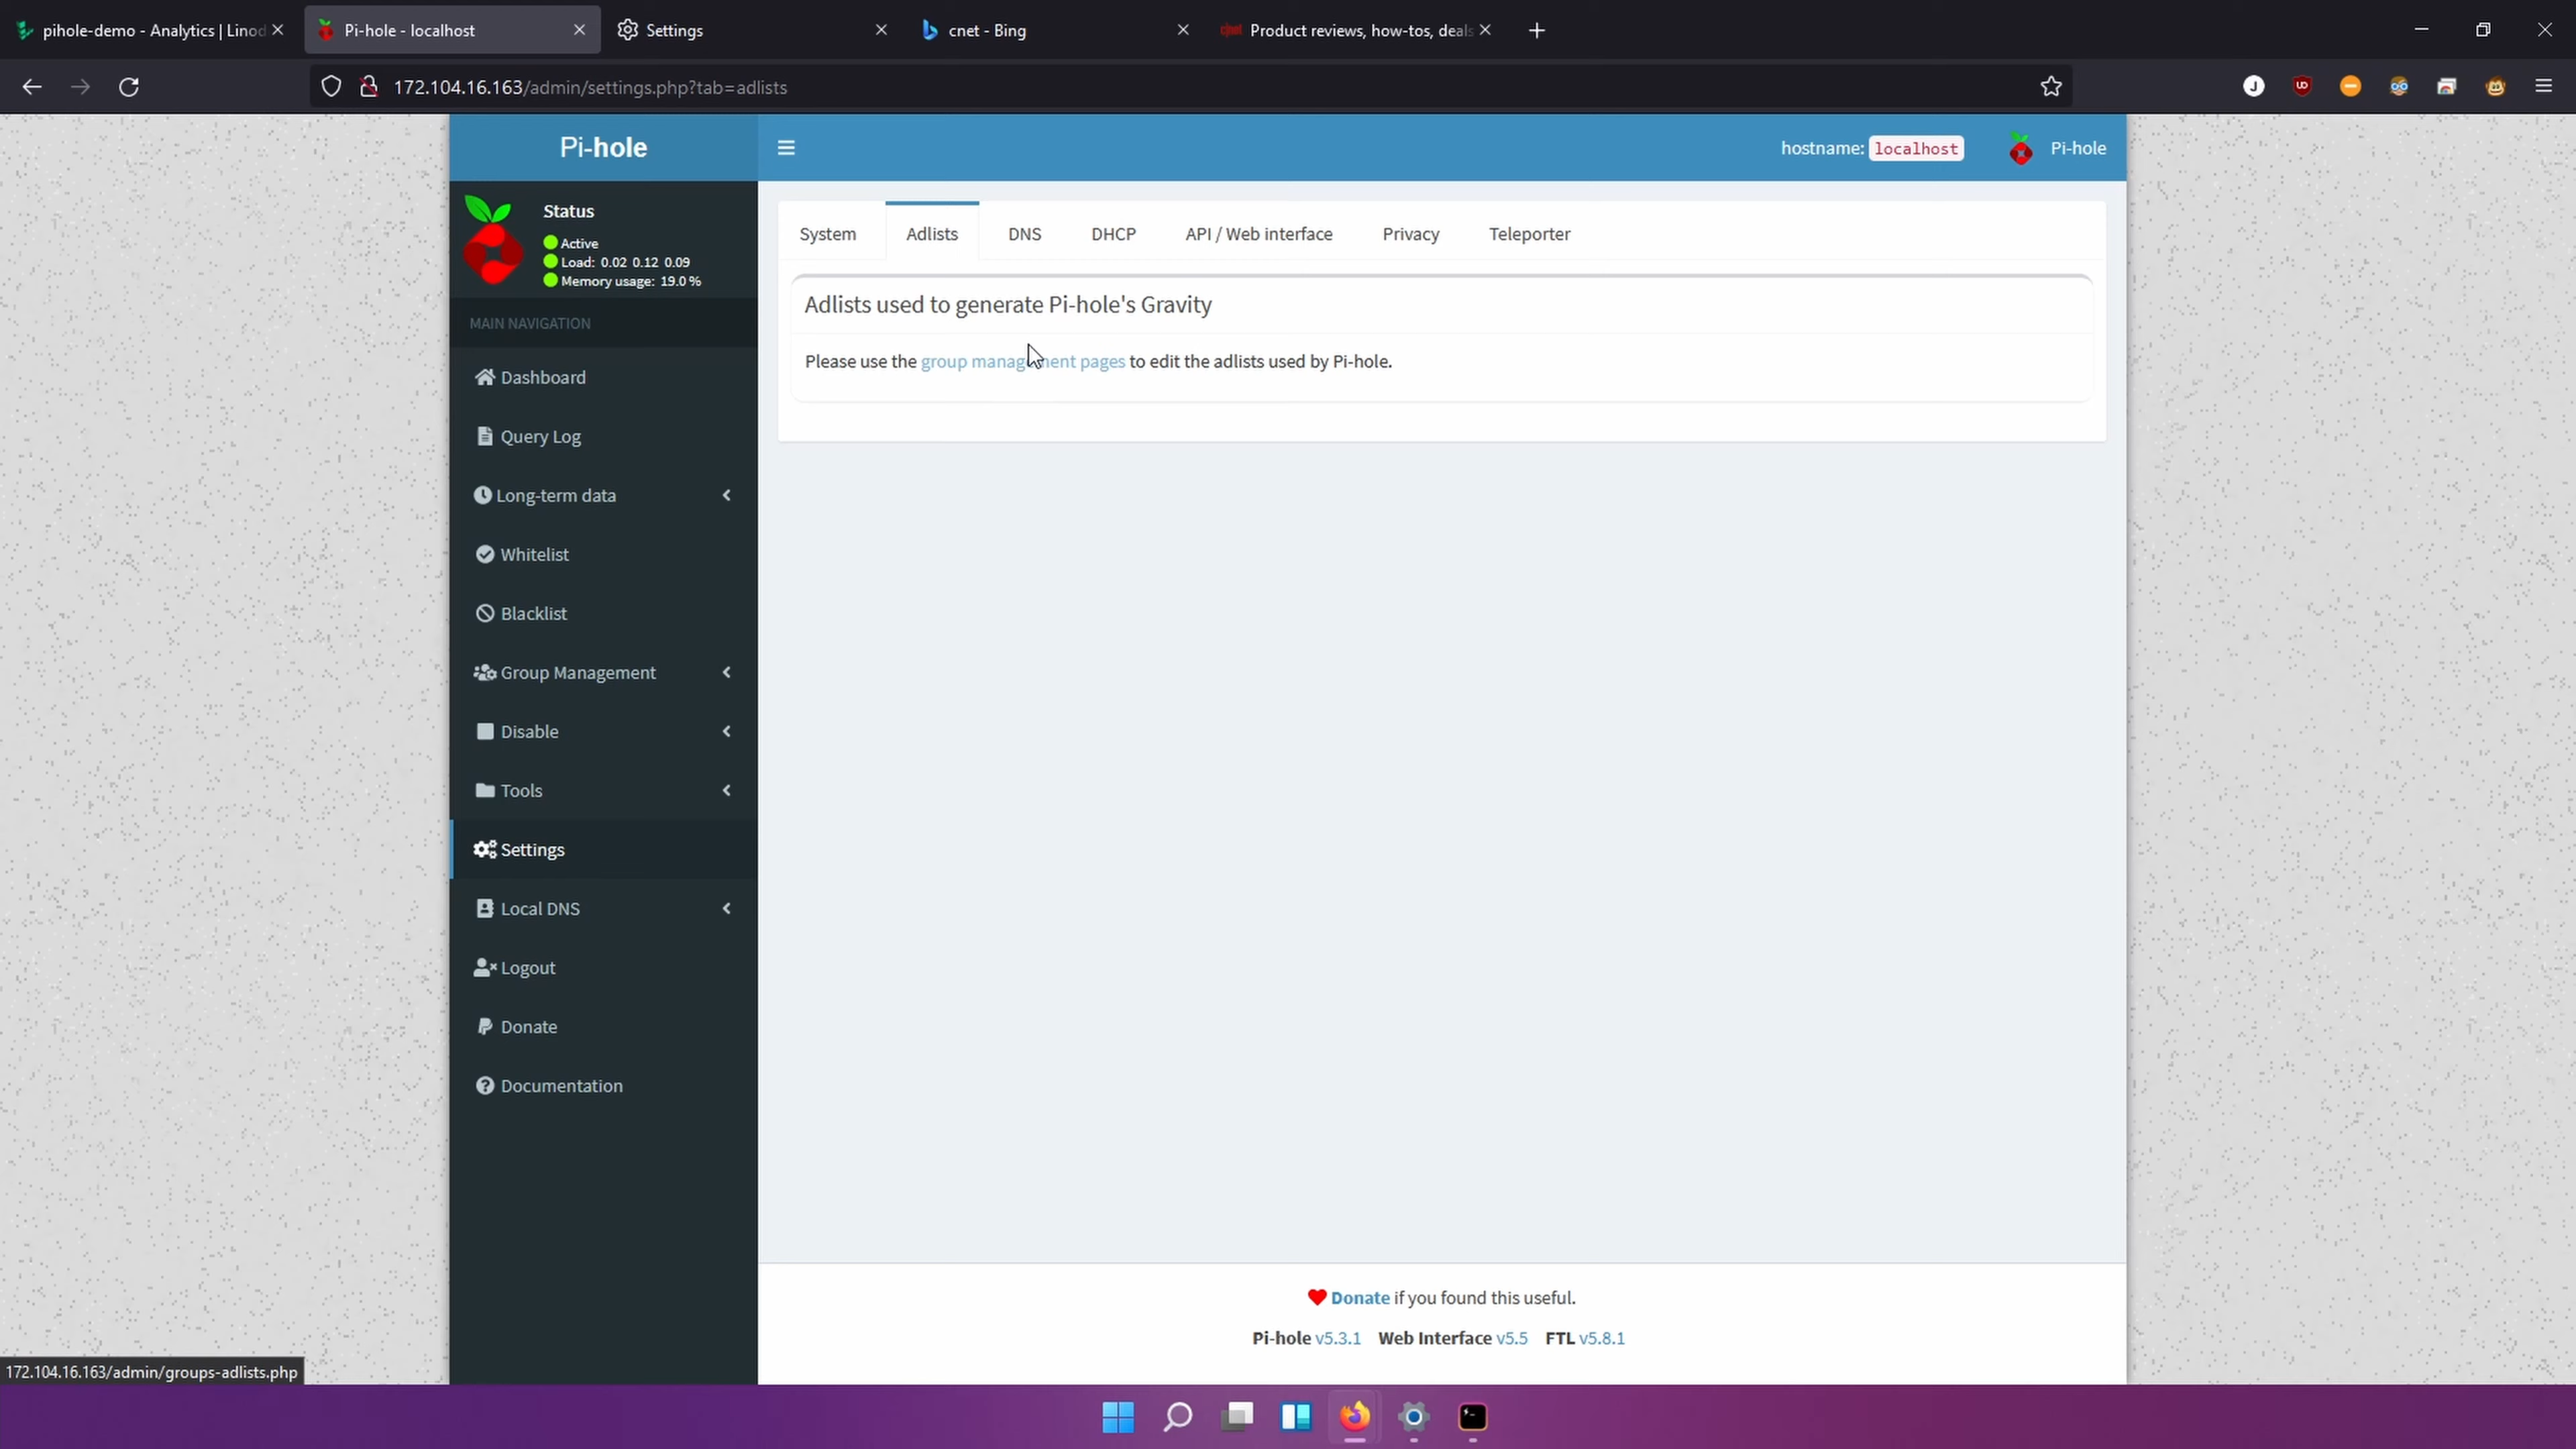 pihole-demo - Analytics | Linod
Pi-hole - localhost
Settings
cnet - Bing
Product reviews, how-tos, deals
172.104.16.163/admin/settings.php?tab=adlists
Pi-hole
hostname: localhost
Pi-hole
Status
Active
Load: 0.02 0.12 0.09
Memory usage: 19.0 %
MAIN NAVIGATION
Dashboard
Query Log
Long-term data
Whitelist
Blacklist
Group Management
Disable
Tools
Settings
Local DNS
Logout
Donate
Documentation
System
Adlists
DNS
DHCP
API / Web interface
Privacy
Teleporter
Adlists used to generate Pi-hole's Gravity
Please use the group management pages to edit the adlists used by Pi-hole.
Donate if you found this useful.
Pi-hole v5.3.1 Web Interface v5.5 FTL v5.8.1
172.104.16.163/admin/groups-adlists.php